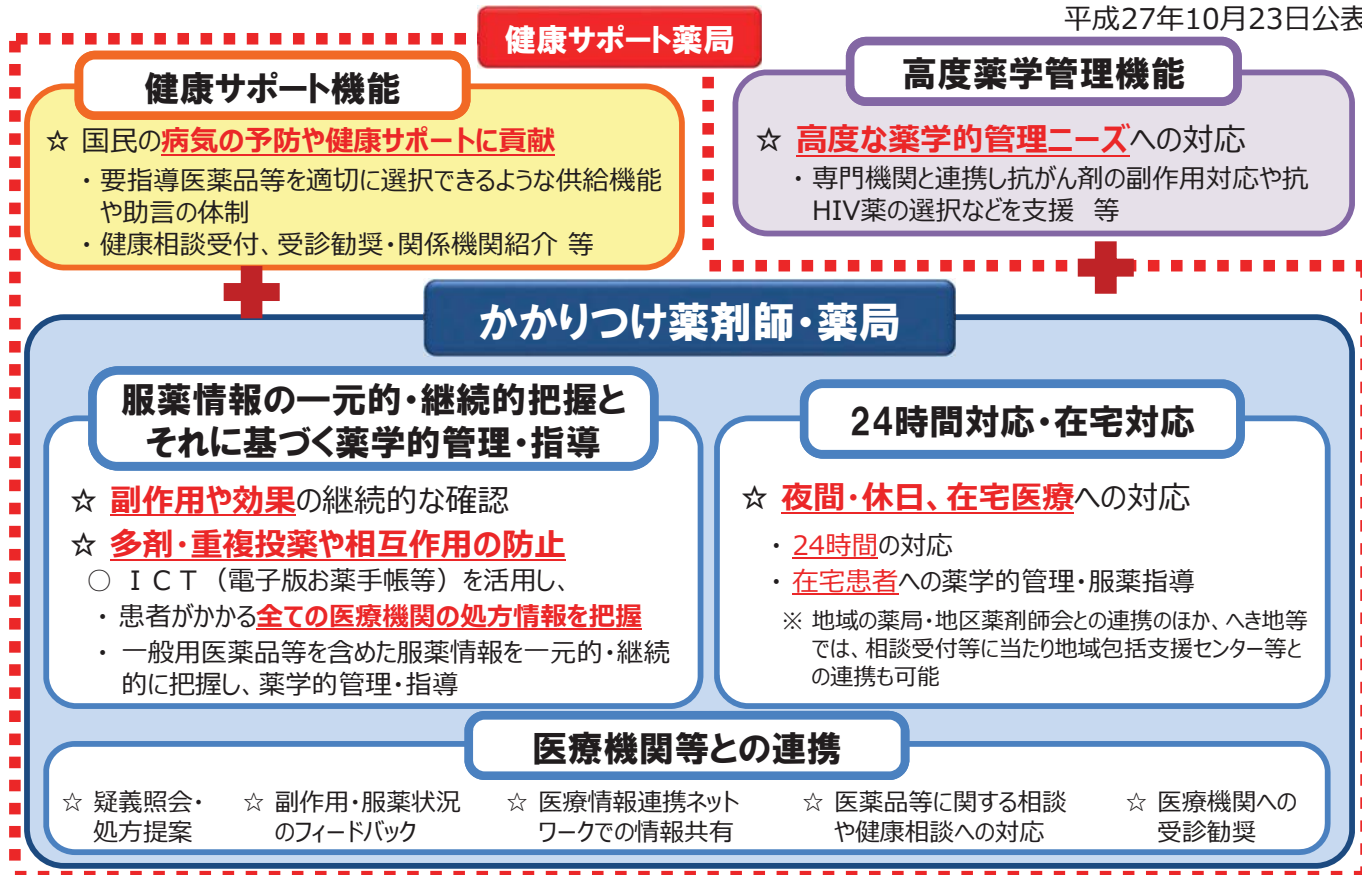 平成27年10月23日公表
健康サポート薬局
健康サポート機能
☆ 国民の病気の予防や健康サポートに貢献
・要指導医薬品等を適切に選択できるような供給機能
や助言の体制
・健康相談受付、受診勧奨・関係機関紹介 等
高度薬学管理機能
☆ 高度な薬学的管理ニーズへの対応
・専門機関と連携し抗がん剤の副作用対応や抗
HIV薬の選択などを支援 等
かかりつけ薬剤師・薬局
服薬情報の一元的・継続的把握と
それに基づく薬学的管理・指導
☆ 副作用や効果の継続的な確認
☆ 多剤・重複投薬や相互作用の防止
○ ＩＣＴ（電子版お薬手帳等）を活用し、
・患者がかかる全ての医療機関の処方情報を把握
・ 一般用医薬品等を含めた服薬情報を一元的・継続
的に把握し、薬学的管理・指導
24時間対応・在宅対応
☆ 夜間・休日、在宅医療への対応
・ 24時間の対応
・ 在宅患者への薬学的管理・服薬指導
※ 地域の薬局・地区薬剤師会との連携のほか、へき地等
では、相談受付等に当たり地域包括支援センター等と
の連携も可能
医療機関等との連携
☆ 疑義照会・
処方提案
☆ 副作用・服薬状況
のフィードバック
☆ 医療情報連携ネット
ワークでの情報共有
☆ 医薬品等に関する相談
や健康相談への対応
☆ 医療機関への
受診勧奨